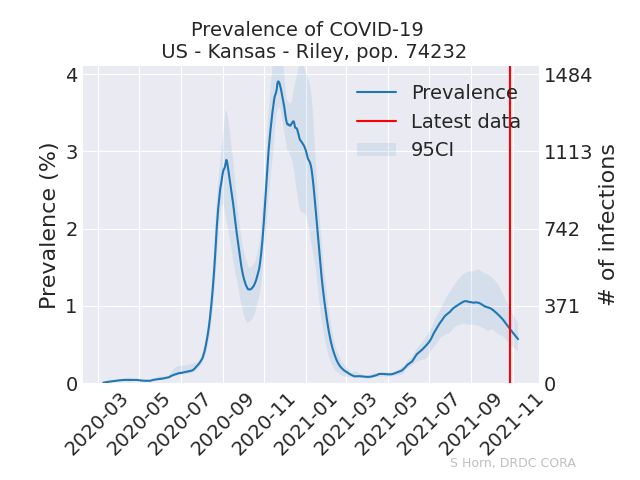 Prevalence of COVID-19
US - Kansas - Riley, pop. 74232
Prevalence (%)
4
3
2
1
0
Prevalence
Latest data
95CI
1484
1113
742
371
0
# of infections
2020-03
2020-05
2020-07
2020-09
2020-11
2021-01
2021-03
2021-05
2021-07
2021-09
2021-11
S Horn, DRDC CORA